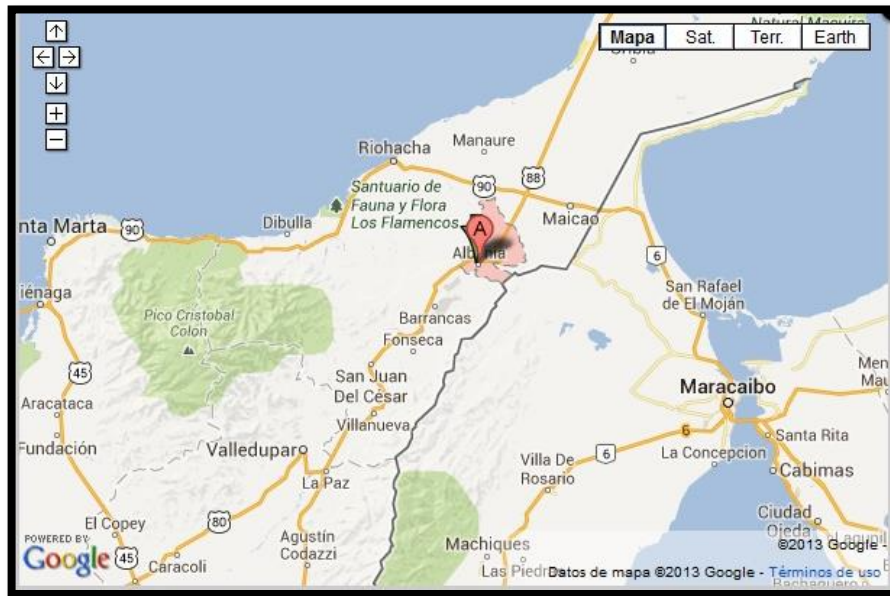 Mapa Sat. Terr. Earth
Manaure
Riohacha
90
88
Santuario de
Fauna y Flora
Los Flamencos
Maicao
Dibulla
nta Marta
90
A
6
iénaga
Pico Cristobal
Colón
San Rafael
de El Moján
Barrancas
Fonseca
45
San Juan
Del César
Maracaibo
Aracataca
Villanueva
6
Fundación
Valledupar
6
Santa Rita
La Concepcion
Villa De
Rosario
Cabimas
La Paz
80
El Copey
Agustín
Codazzi
Ciudad
Ojeda
POWERED BY
Google
45
Caracoli
Machiques
©2013 Google -
Datos de mapa ©2013 Google - Términos de uso